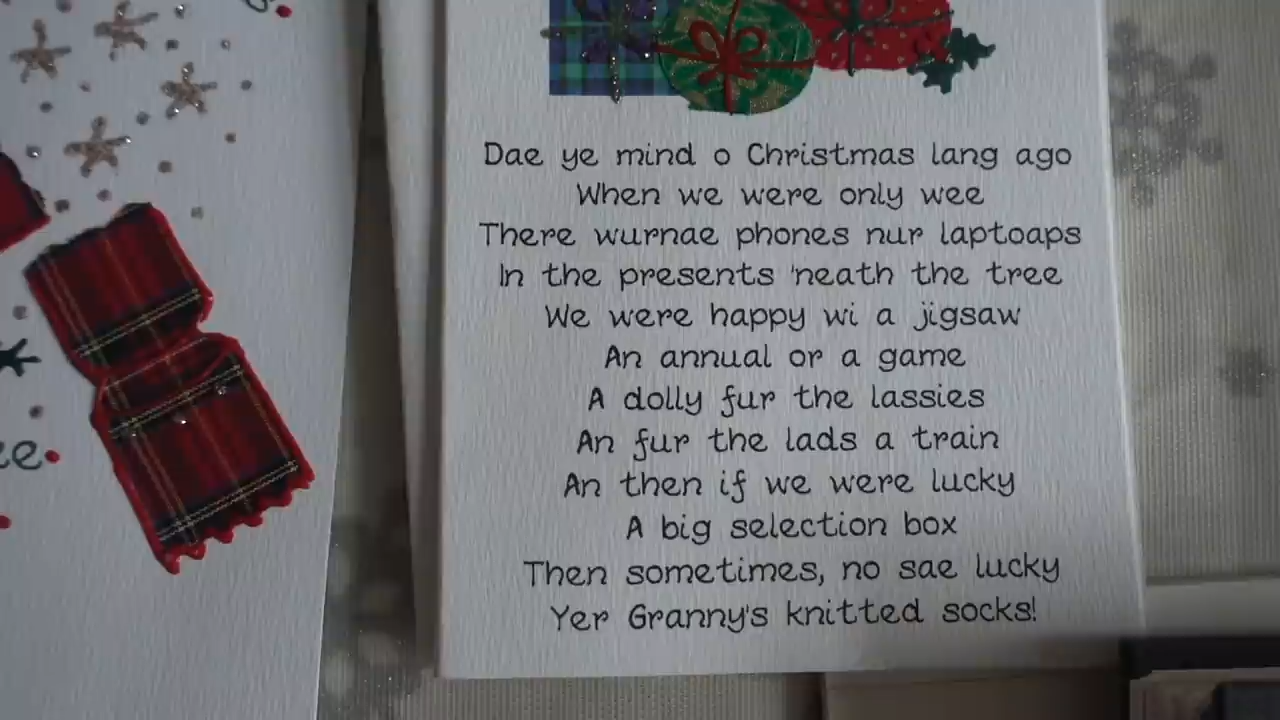 Dae ye mind o Christmas lang ago
When we were only wee
There wurnae phones nur laptoaps
In the presents 'neath the tree
We were happy wi a jigsaw
An annual or a game
A dolly fur the lassies
An fur the lads a train
An then if we were lucky
A big selection box
Then sometimes, no sae lucky
Yer Granny's knitted socks!